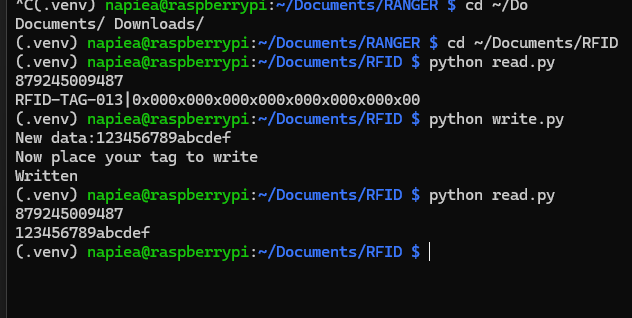 ^C(.venv) napiea@raspberrypi:~/Documents/RANGER $ cd ~/Do
Documents/ Downloads/
(.venv) napiea@raspberrypi:~/Documents/RANGER $ cd ~/Documents/RFID
(.venv) napiea@raspberrypi:~/Documents/RFID $ python read.py
879245009487
RFID-TAG-013|0x000x000x000x000x000x000x000x00
(.venv) napiea@raspberrypi:~/Documents/RFID $ python write.py
New data:123456789abcdef
Now place your tag to write
Written
(.venv) napiea@raspberrypi:~/Documents/RFID $ python read.py
879245009487
123456789abcdef
(.venv) napiea@raspberrypi:~/Documents/RFID $